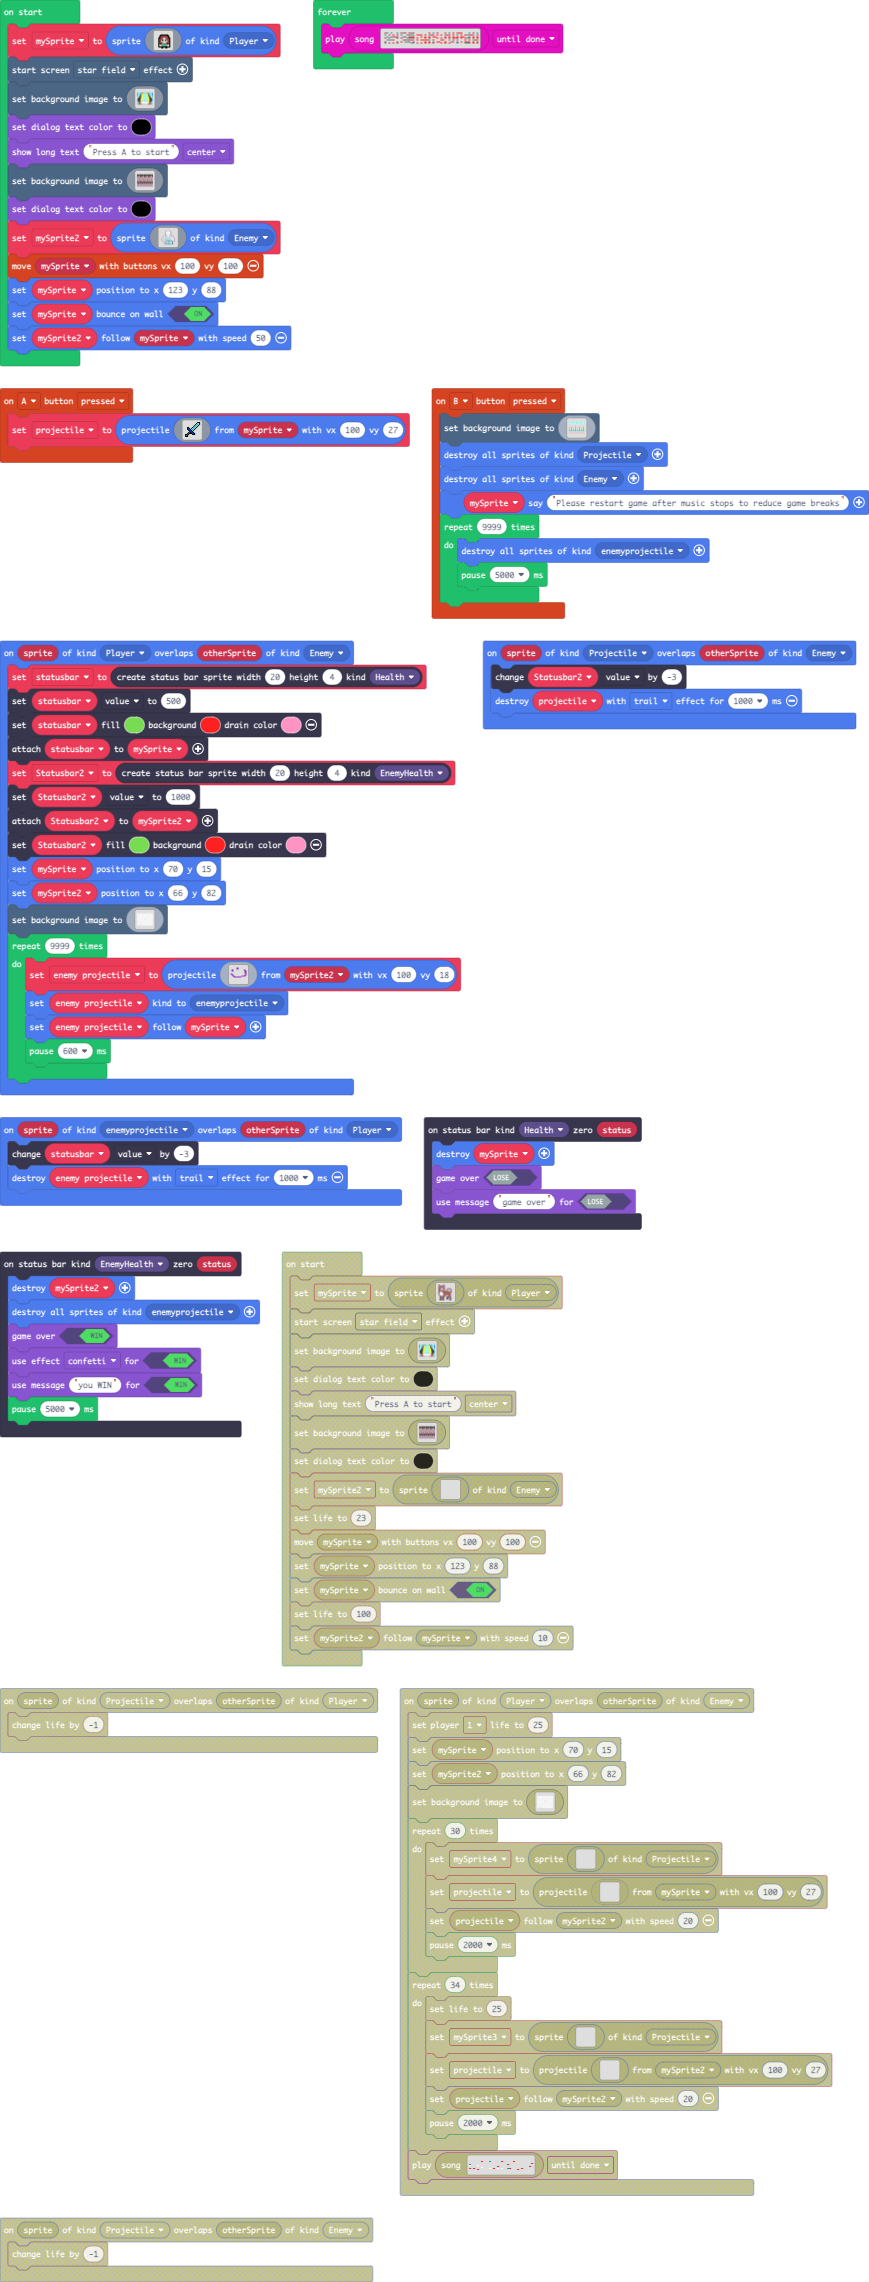 on start
set mySprite to sprite of kind Player
start screen star field effect
set background image to
set dialog text color to
show long text "Press A to start" center
set background image to
set dialog text color to
set mySprite2 to sprite of kind Enemy
move mySprite with buttons vx 100 vy 100
set mySprite position to x 123 y 88
set mySprite bounce on wall ON
set mySprite2 follow mySprite with speed 50
forever
play song until done
on A button pressed
set projectile to projectile from mySprite with vx 100 vy 27
on B button pressed
set background image to
destroy all sprites of kind Projectile
destroy all sprites of kind Enemy
mySprite say "Please restart game after music stops to reduce game breaks"
repeat 9999 times
do
destroy all sprites of kind enemyprojectile
pause 5000 ms
on sprite of kind Player overlaps otherSprite of kind Enemy
set statusbar to create status bar sprite width 20 height 4 kind Health
set statusbar value to 500
set statusbar fill background drain color
attach statusbar to mySprite
set Statusbar2 to create status bar sprite width 20 height 4 kind EnemyHealth
set Statusbar2 value to 1000
attach Statusbar2 to mySprite2
set Statusbar2 fill background drain color
set mySprite position to x 70 y 15
set mySprite2 position to x 66 y 82
set background image to
repeat 9999 times
do
set enemy projectile to projectile from mySprite2 with vx 100 vy 18
set enemy projectile kind to enemyprojectile
set enemy projectile follow mySprite
pause 600 ms
on sprite of kind Projectile overlaps otherSprite of kind Enemy
change Statusbar2 value by -3
destroy projectile with trail effect for 1000 ms
on sprite of kind enemyprojectile overlaps otherSprite of kind Player
change statusbar value by -3
destroy enemy projectile with trail effect for 1000 ms
on status bar kind Health zero status
destroy mySprite
game over LOSE
use message "game over" for LOSE
on status bar kind EnemyHealth zero status
destroy mySprite2
destroy all sprites of kind enemyprojectile
game over WIN
use effect confetti for WIN
use message "you WIN" for WIN
pause 5000 ms
on start
set mySprite to sprite of kind Player
start screen star field effect
set background image to
set dialog text color to
show long text "Press A to start" center
set background image to
set dialog text color to
set mySprite2 to sprite of kind Enemy
set life to 23
move mySprite with buttons vx 100 vy 100
set mySprite position to x 123 y 88
set mySprite bounce on wall ON
set life to 100
set mySprite2 follow mySprite with speed 10
on sprite of kind Projectile overlaps otherSprite of kind Player
change life by -1
on sprite of kind Player overlaps otherSprite of kind Enemy
set player 1 life to 25
set mySprite position to x 70 y 15
set mySprite2 position to x 66 y 82
set background image to
repeat 30 times
do
set mySprite4 to sprite of kind Projectile
set projectile to projectile from mySprite with vx 100 vy 27
set projectile follow mySprite2 with speed 20
pause 2000 ms
repeat 34 times
do
set life to 25
set mySprite3 to sprite of kind Projectile
set projectile to projectile from mySprite2 with vx 100 vy 27
set projectile follow mySprite2 with speed 20
pause 2000 ms
play song until done
on sprite of kind Projectile overlaps otherSprite of kind Enemy
change life by -1